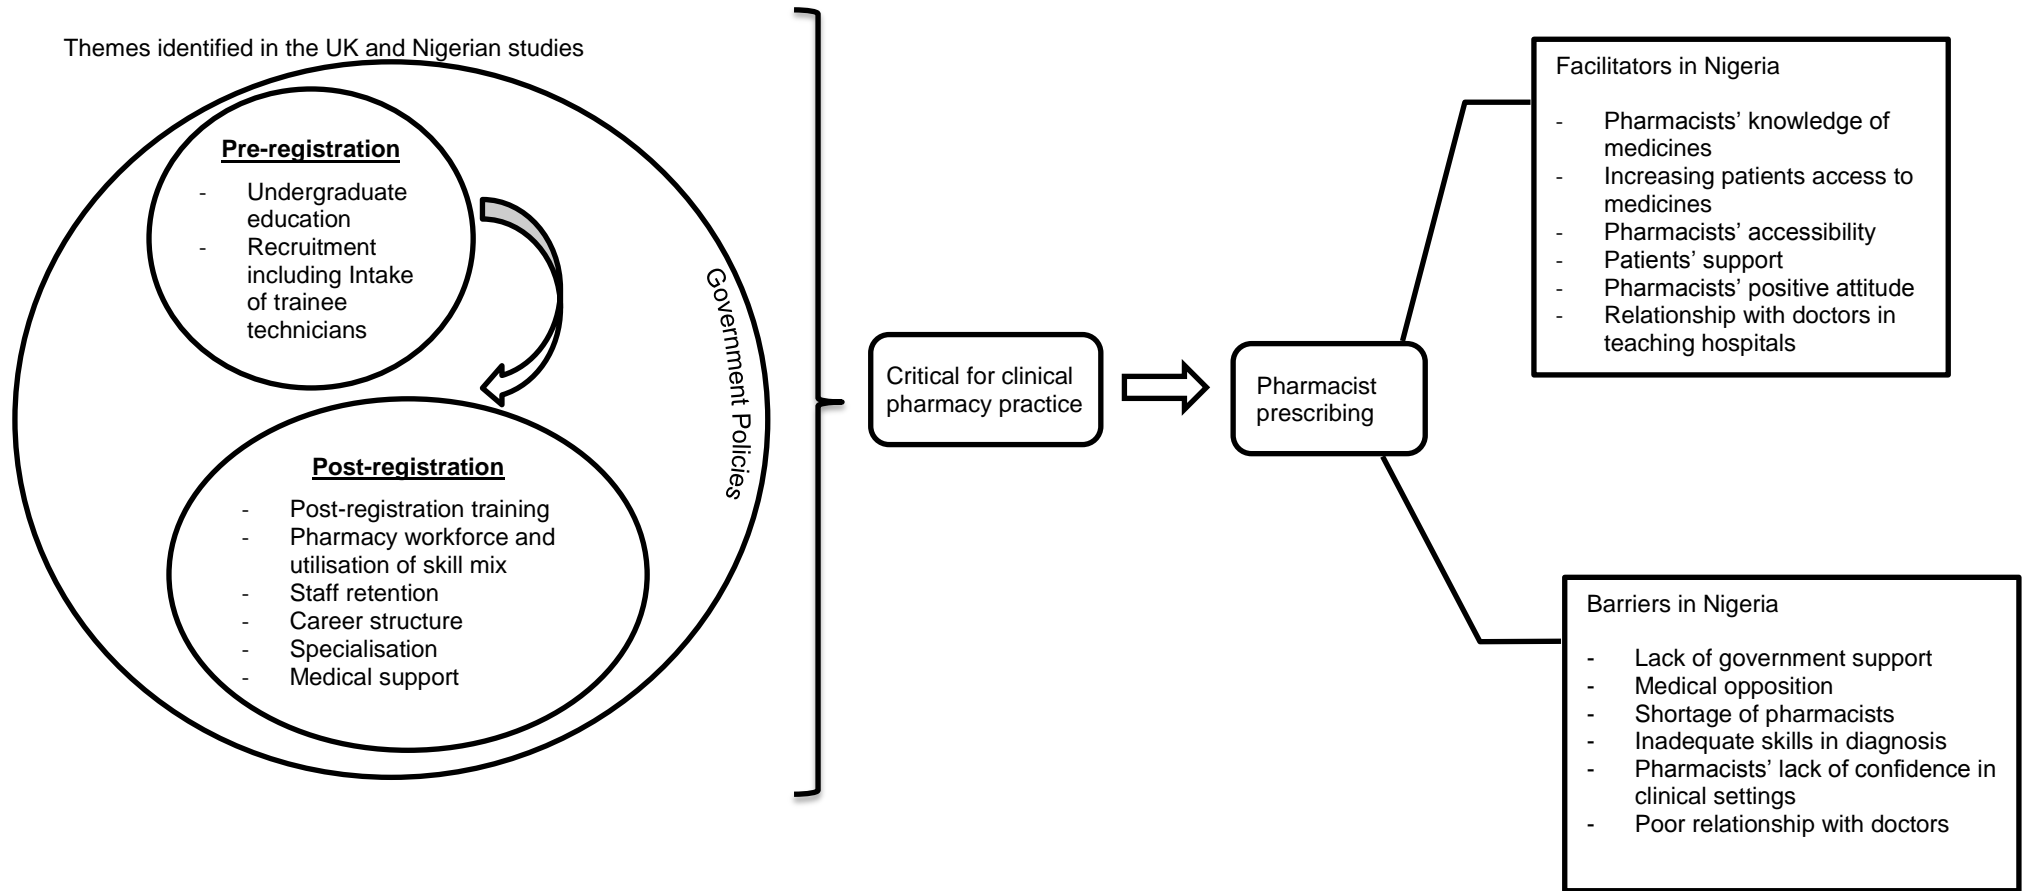 Themes identified in the UK and Nigerian studies
Pre-registration
- Undergraduate
education
- Recruitment
including Intake
of trainee
technicians
Post-registration
- Post-registration training
- Pharmacy workforce and
utilisation of skill mix
- Staff retention
- Career structure
- Specialisation
- Medical support
Government Policies
Critical for clinical
pharmacy practice
Pharmacist
prescribing
Facilitators in Nigeria
- Pharmacists’ knowledge of
medicines
- Increasing patients access to
medicines
- Pharmacists’ accessibility
- Patients’ support
- Pharmacists’ positive attitude
- Relationship with doctors in
teaching hospitals
Barriers in Nigeria
- Lack of government support
- Medical opposition
- Shortage of pharmacists
- Inadequate skills in diagnosis
- Pharmacists’ lack of confidence in
clinical settings
- Poor relationship with doctors